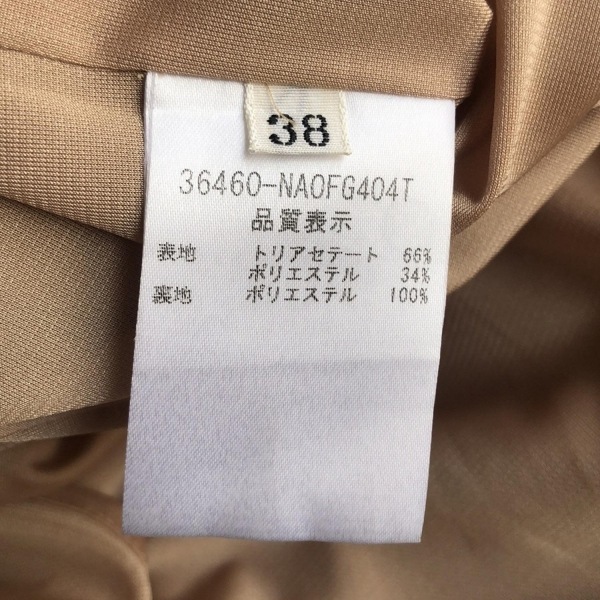 38
36460-NAOFG404T
品質表示
表地 トリアセテート 66%
ポリエステル 34%
裏地 ポリエステル 100%